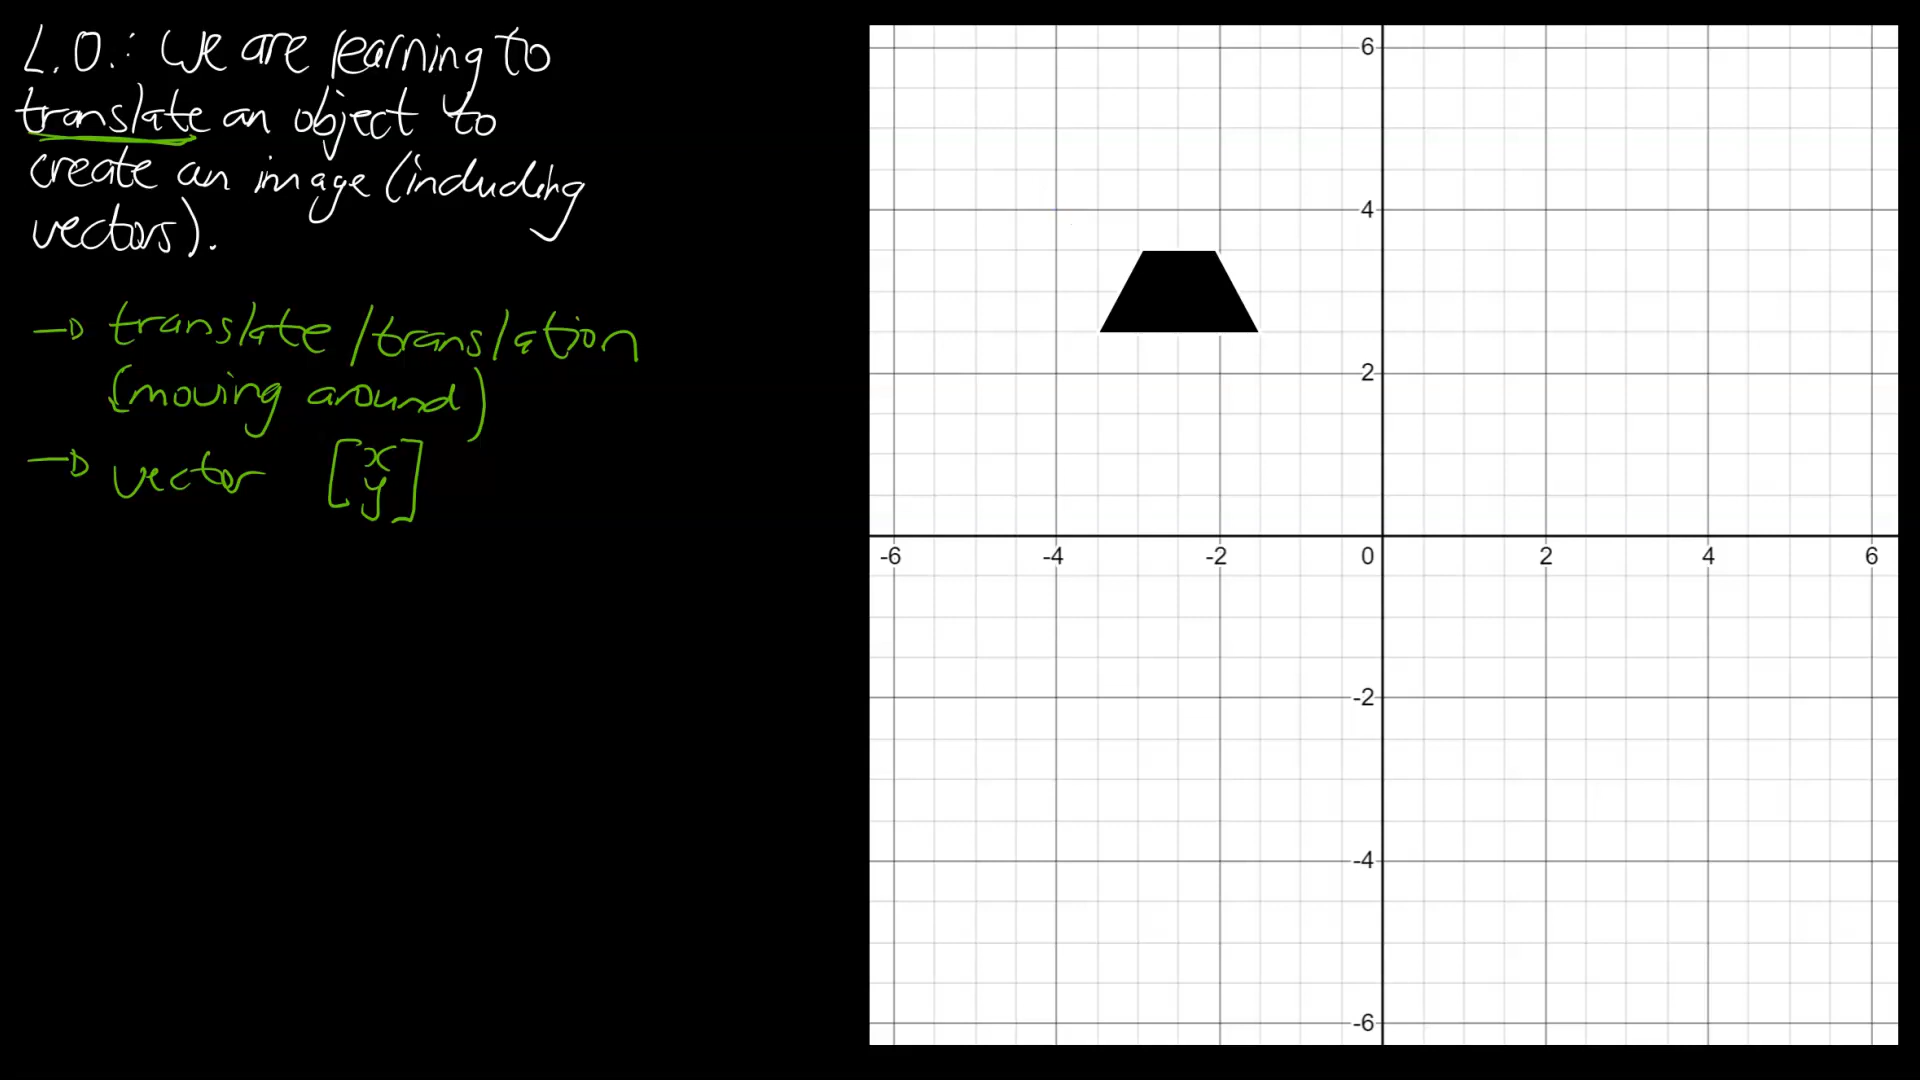 L.O.: We are learning to
translate an object to
create an image (including
vectors).
→ translate/translation
(moving around)
→ vector [x y]
6
4
2
-6 -4 -2 0 2 4 6
-2
-4
-6